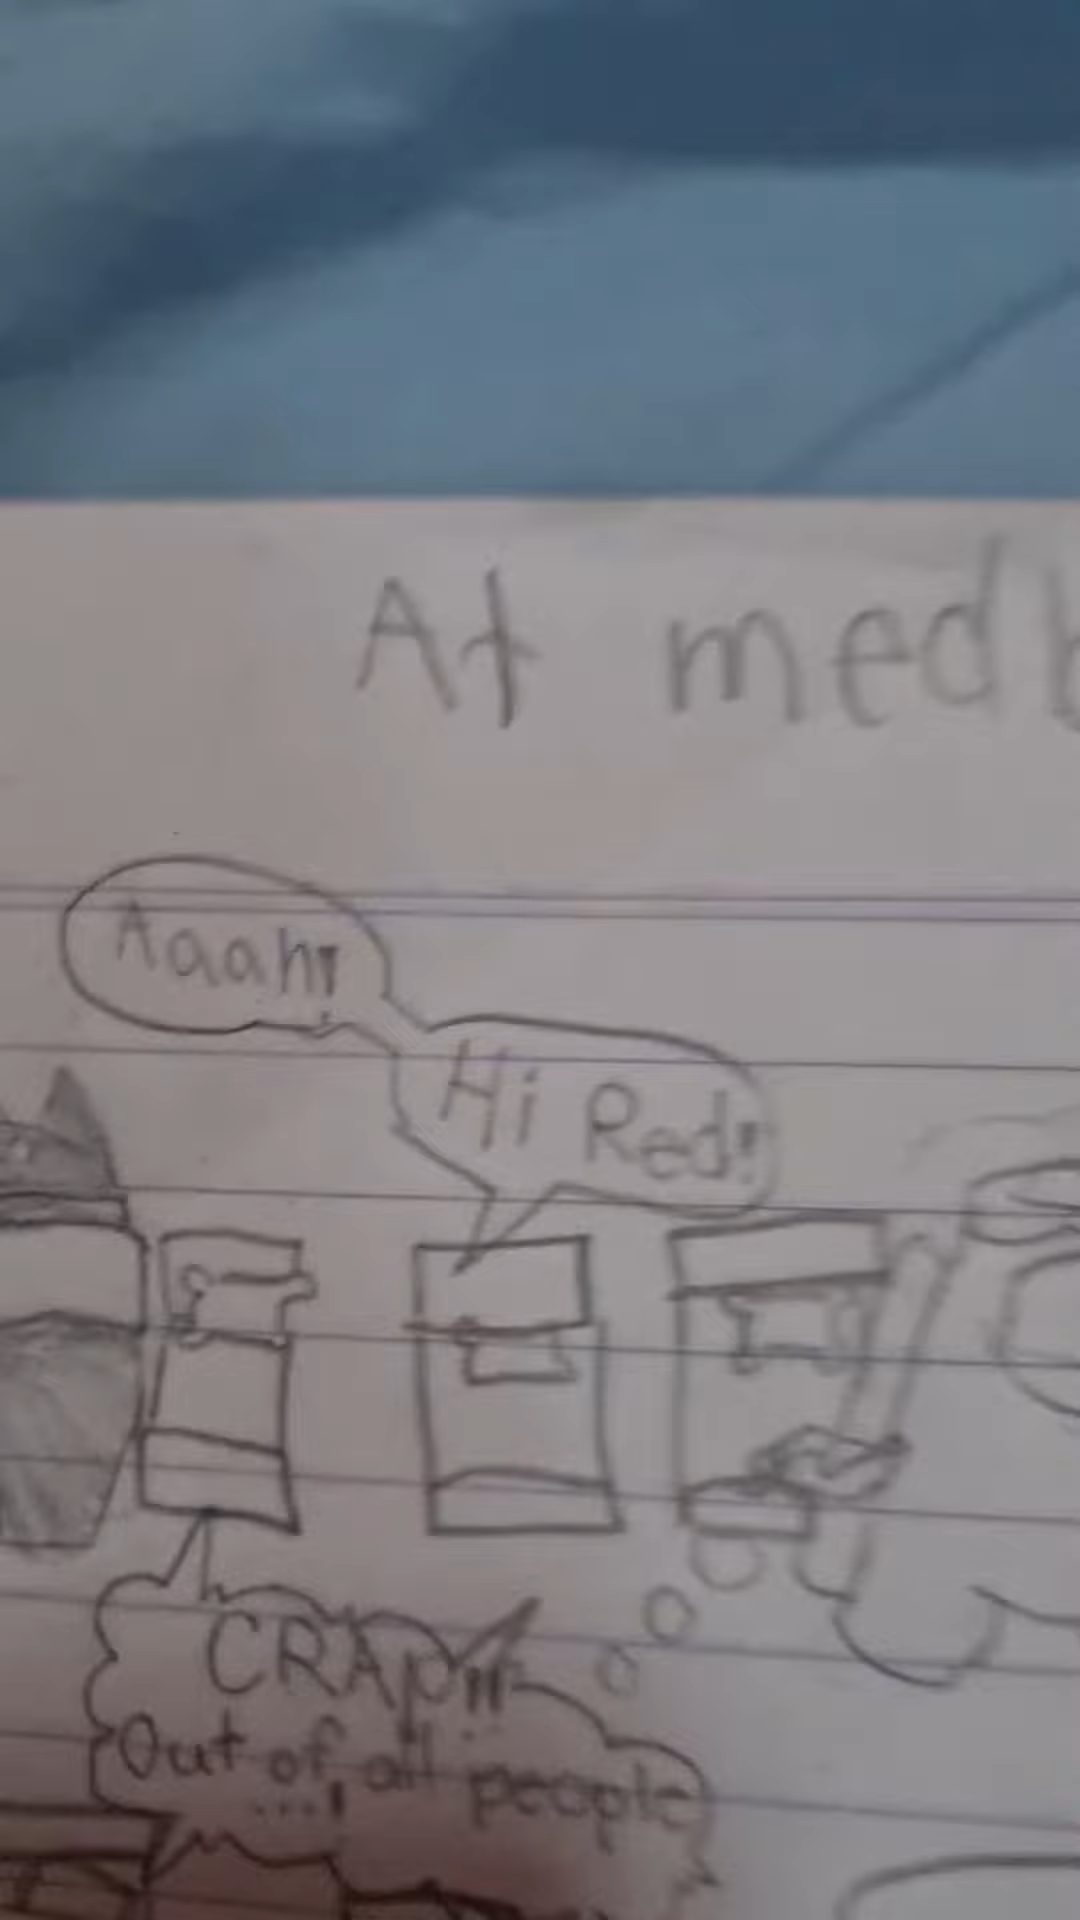 At med
Aaah!
Hi Red!
CRAP!!
Out of all people
...!